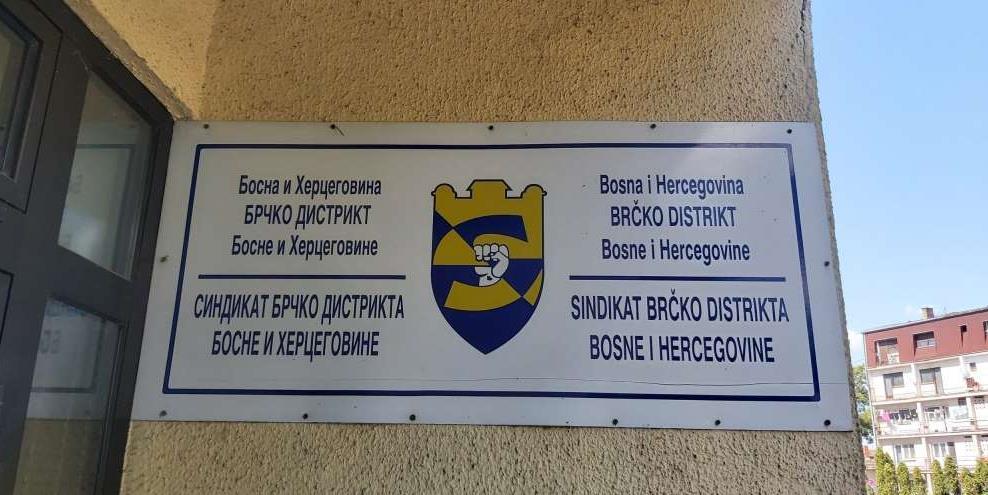 Босна и Херцеговина
БРЧКО ДИСТРИКТ
Босне и Херцеговине
СИНДИКАТ БРЧКО ДИСТРИКТА
БОСНЕ И ХЕРЦЕГОВИНЕ
Bosna i Hercegovina
BRČKO DISTRIKT
Bosne i Hercegovine
SINDIKAT BRČKO DISTRIKTA
BOSNE I HERCEGOVINE